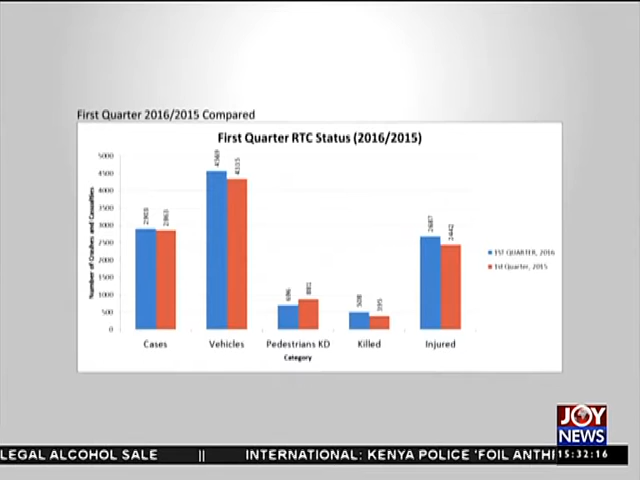 First Quarter 2016/2015 Compared
First Quarter RTC Status (2016/2015)
Number of Crashes and Casualties
5000
4500
4000
3500
3000
2500
2000
1500
1000
500
0
2903
2863
4569
696
881
508
395
2687
2442
Cases
Vehicles
Pedestrians KD
Killed
Injured
Category
1ST QUARTER, 2016
1st Quarter, 2015
JOY
NEWS
LEGAL ALCOHOL SALE || INTERNATIONAL: KENYA POLICE 'FOIL ANTH
15:32:16